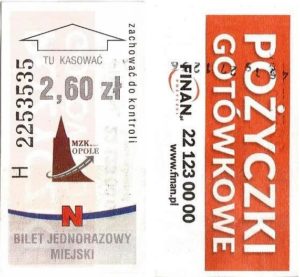 TU KASOWAĆ
2,60 zł
zachować do kontroli
H 2253535
MZK
OPOLE
N
BILET JEDNORAZOWY
MIEJSKI
POŻYCZKI
GOTÓWKOWE
FINAN.
22 123 00 00
www.finan.pl